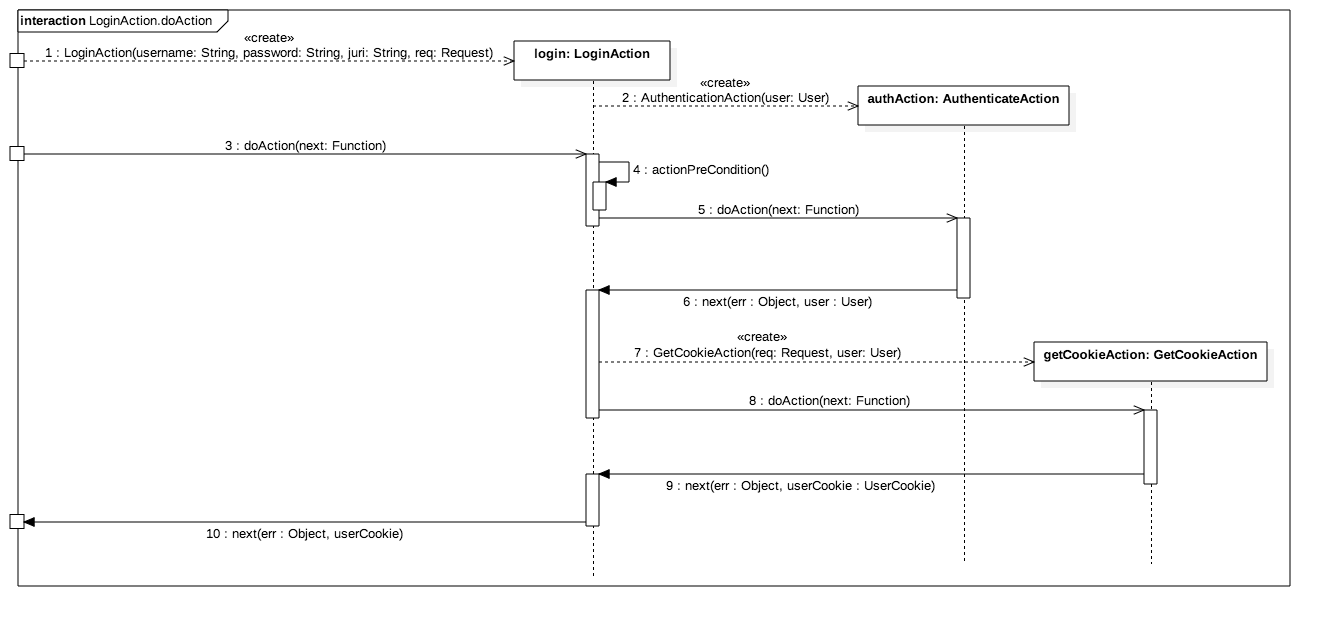 interaction LoginAction.doAction
«create»
1 : LoginAction(username: String, password: String, juri: String, req: Request)
login: LoginAction
«create»
2 : AuthenticationAction(user: User)
authAction: AuthenticateAction
3 : doAction(next: Function)
4 : actionPreCondition()
5 : doAction(next: Function)
6 : next(err : Object, user : User)
«create»
7 : GetCookieAction(req: Request, user: User)
getCookieAction: GetCookieAction
8 : doAction(next: Function)
9 : next(err : Object, userCookie : UserCookie)
10 : next(err : Object, userCookie)